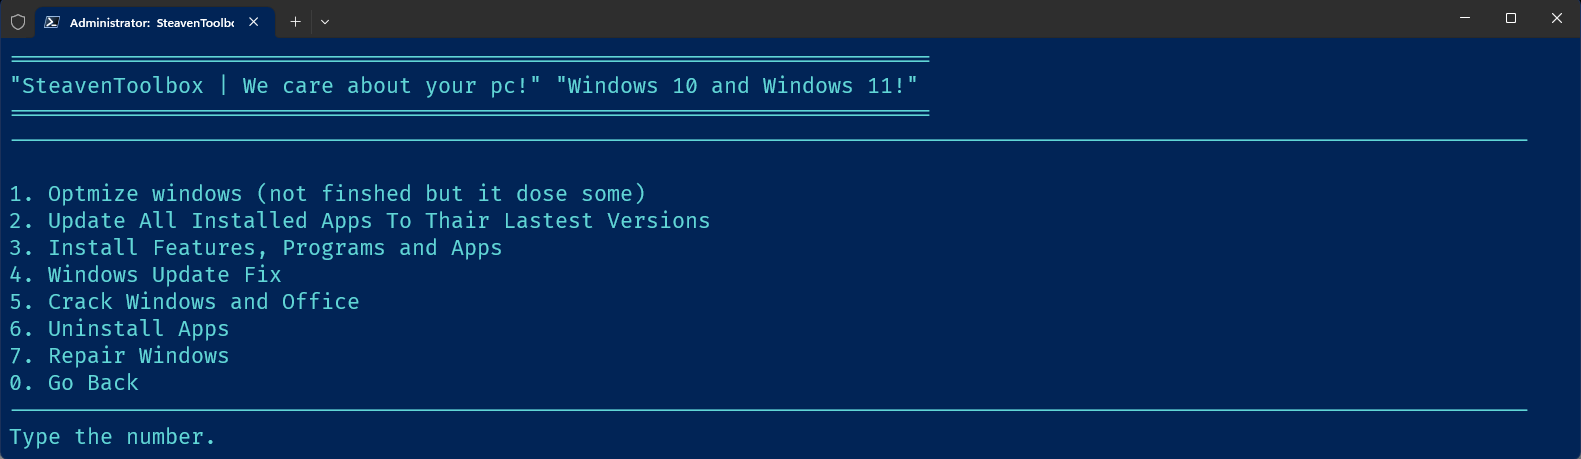 Administrator: SteavenToolbo
"SteavenToolbox | We care about your pc!" "Windows 10 and Windows 11!"
1. Optmize windows (not finshed but it dose some)
2. Update All Installed Apps To Thair Lastest Versions
3. Install Features, Programs and Apps
4. Windows Update Fix
5. Crack Windows and Office
6. Uninstall Apps
7. Repair Windows
0. Go Back
Type the number.